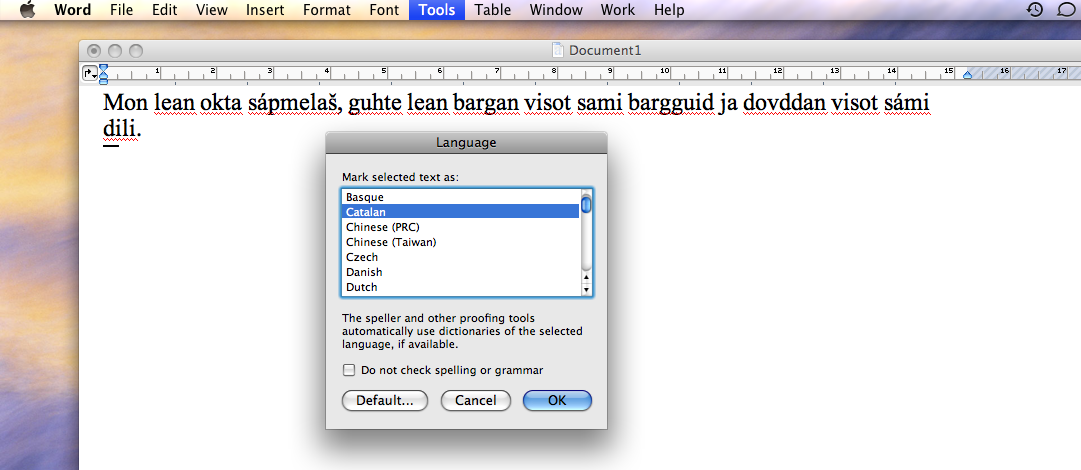 Word File Edit View Insert Format Font Tools Table Window Work Help
Document1
1 2 3 4 5 6 7 8 9 10 11 12 13 14 15 16 17
Mon lean okta sápmelaš, guhte lean bargan visot sami bargguid ja dovddan visot sámi
dili.
Language
Mark selected text as:
Basque
Catalan
Chinese (PRC)
Chinese (Taiwan)
Czech
Danish
Dutch
The speller and other proofing tools
automatically use dictionaries of the selected
language, if available.
Do not check spelling or grammar
Default... Cancel OK